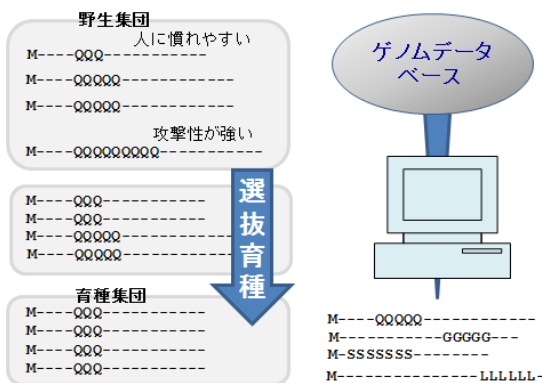 野生集団
人に慣れやすい
M----QQQ-----------
M----QQQQQ------------
M----QQQQQ------------
攻撃性が強い
M----QQQQQQQQQ-----------
M----QQQ-----------
M----QQQ-----------
M----QQQQQ------------
M----QQQQQ------------
選抜育種
育種集団
M----QQQ-----------
M----QQQ-----------
M----QQQ-----------
M----QQQ-----------
ゲノムデータ
ベース
M----QQQQQ------------
M-----------GGGGG---
M-SSSSSSS--------
M---------------LLLLLL-